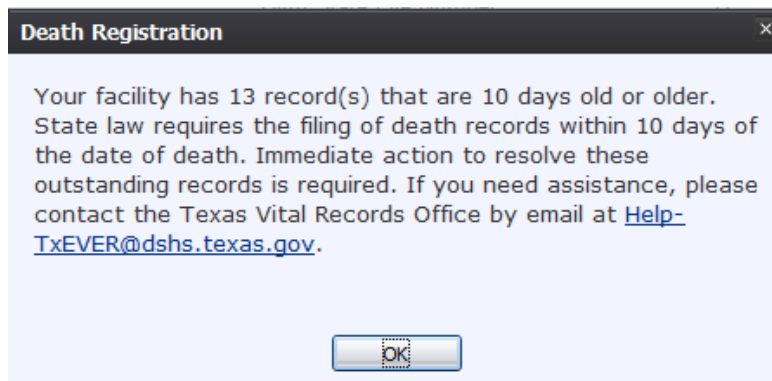 Death Registration
Your facility has 13 record(s) that are 10 days old or older.
State law requires the filing of death records within 10 days of
the date of death. Immediate action to resolve these
outstanding records is required. If you need assistance, please
contact the Texas Vital Records Office by email at Help-
TxEVER@dshs.texas.gov.
OK